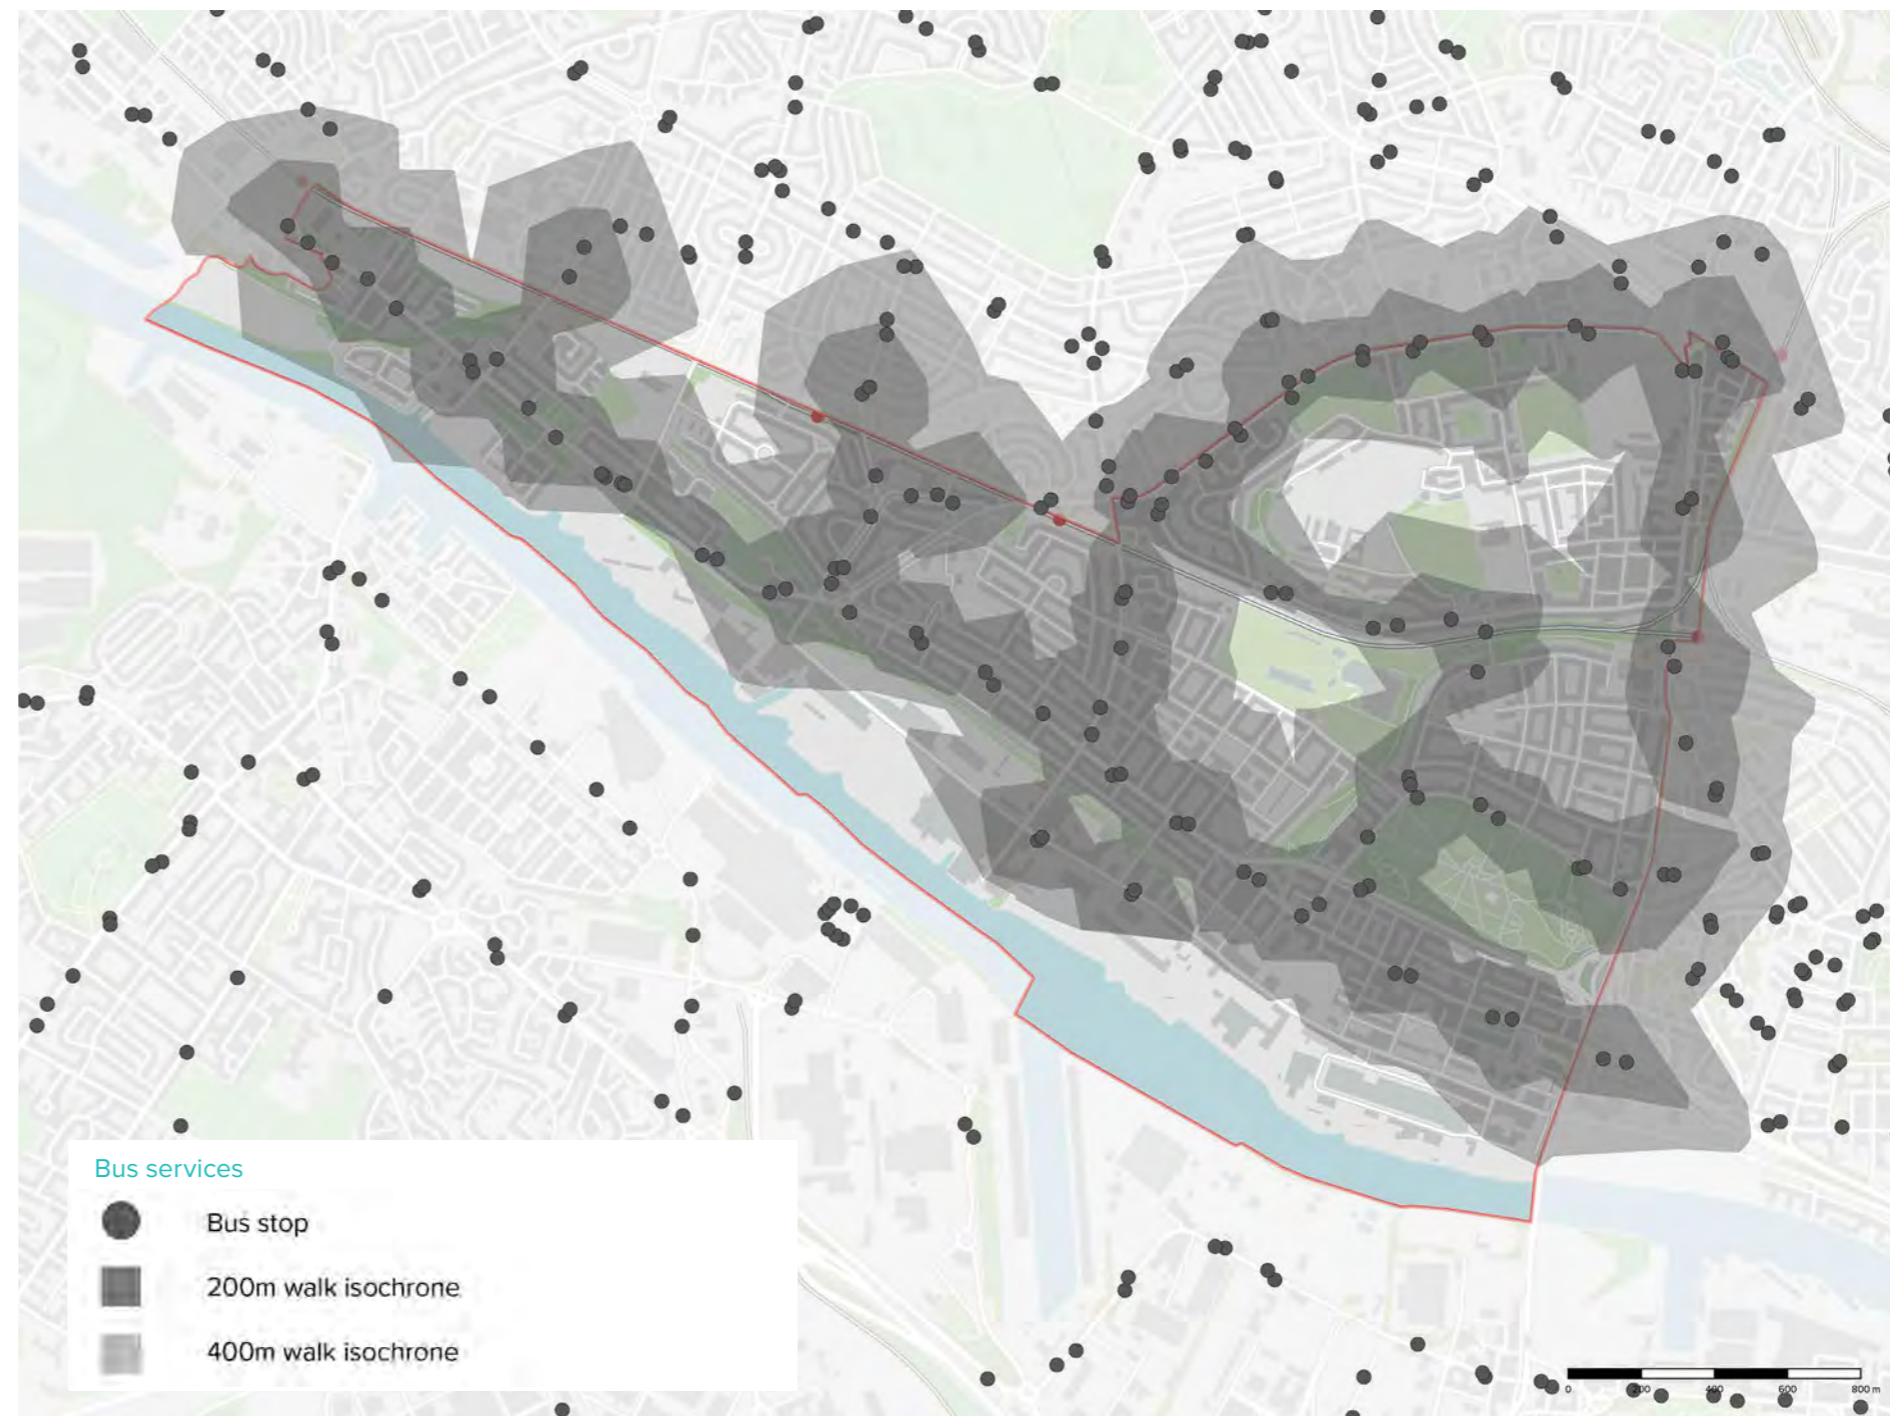 Bus services
Bus stop
200m walk isochrone
400m walk isochrone
0 200 400 600 800 m